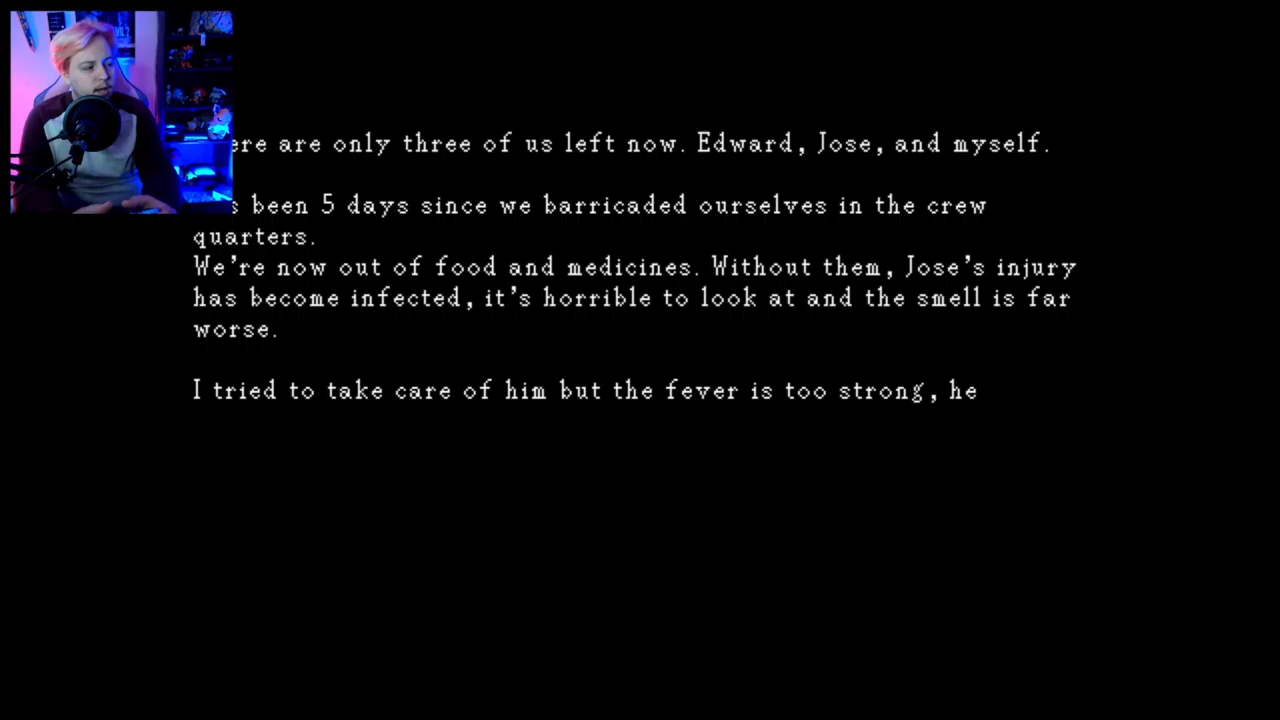 ere are only three of us left now. Edward, Jose, and myself.
s been 5 days since we barricaded ourselves in the crew
quarters.
We're now out of food and medicines. Without them, Jose's injury
has become infected, it's horrible to look at and the smell is far
worse.
I tried to take care of him but the fever is too strong, he